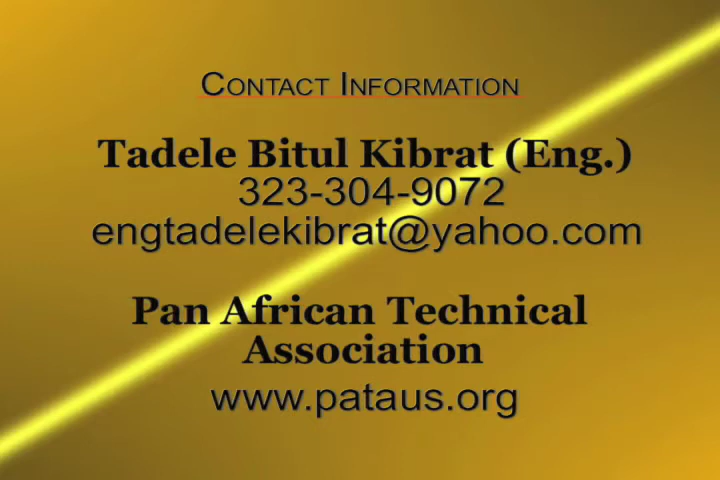 Contact Information
Tadele Bitul Kibrat (Eng.)
323-304-9072
engtadelekibrat@yahoo.com
Pan African Technical
Association
www.pataus.org